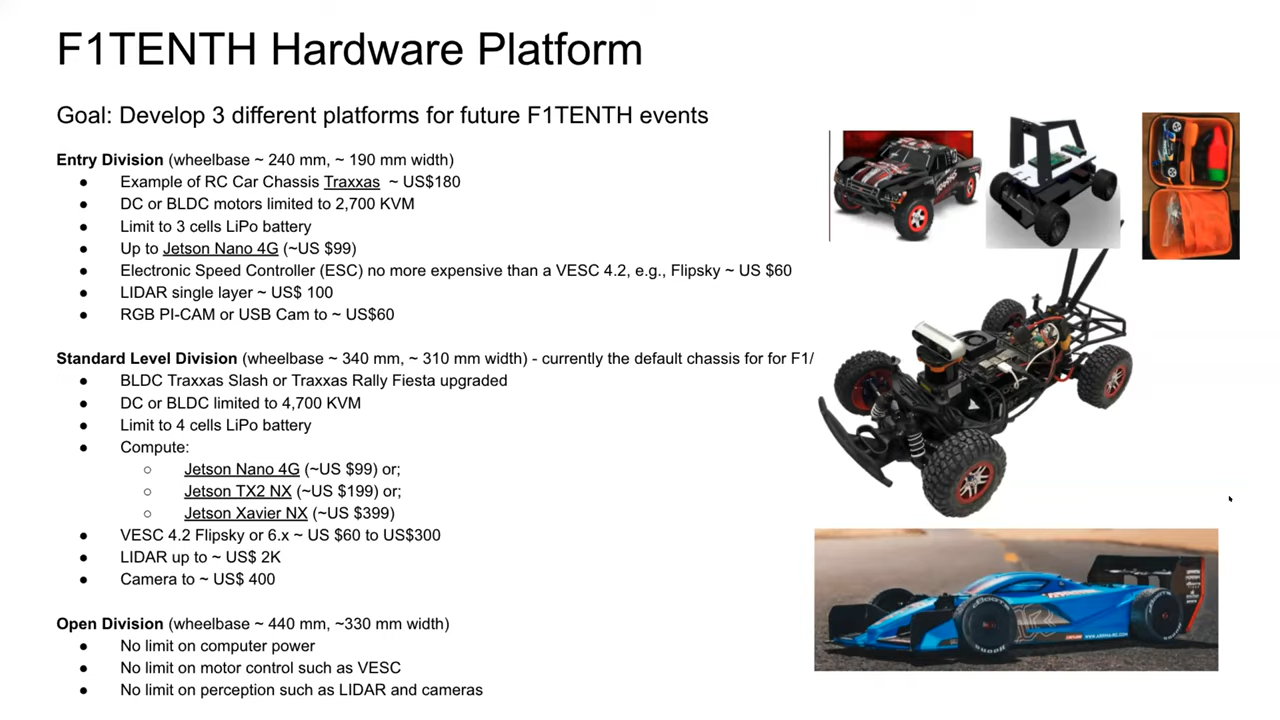 F1TENTH Hardware Platform
Goal: Develop 3 different platforms for future F1TENTH events
Entry Division (wheelbase ~ 240 mm, ~ 190 mm width)
● Example of RC Car Chassis Traxxas ~ US$180
● DC or BLDC motors limited to 2,700 KVM
● Limit to 3 cells LiPo battery
● Up to Jetson Nano 4G (~US $99)
● Electronic Speed Controller (ESC) no more expensive than a VESC 4.2, e.g., Flipsky ~ US $60
● LIDAR single layer ~ US$ 100
● RGB PI-CAM or USB Cam to ~ US$60
Standard Level Division (wheelbase ~ 340 mm, ~ 310 mm width) - currently the default chassis for for F1/
● BLDC Traxxas Slash or Traxxas Rally Fiesta upgraded
● DC or BLDC limited to 4,700 KVM
● Limit to 4 cells LiPo battery
● Compute:
○ Jetson Nano 4G (~US $99) or;
○ Jetson TX2 NX (~US $199) or;
○ Jetson Xavier NX (~US $399)
● VESC 4.2 Flipsky or 6.x ~ US $60 to US$300
● LIDAR up to ~ US$ 2K
● Camera to ~ US$ 400
Open Division (wheelbase ~ 440 mm, ~330 mm width)
● No limit on computer power
● No limit on motor control such as VESC
● No limit on perception such as LIDAR and cameras